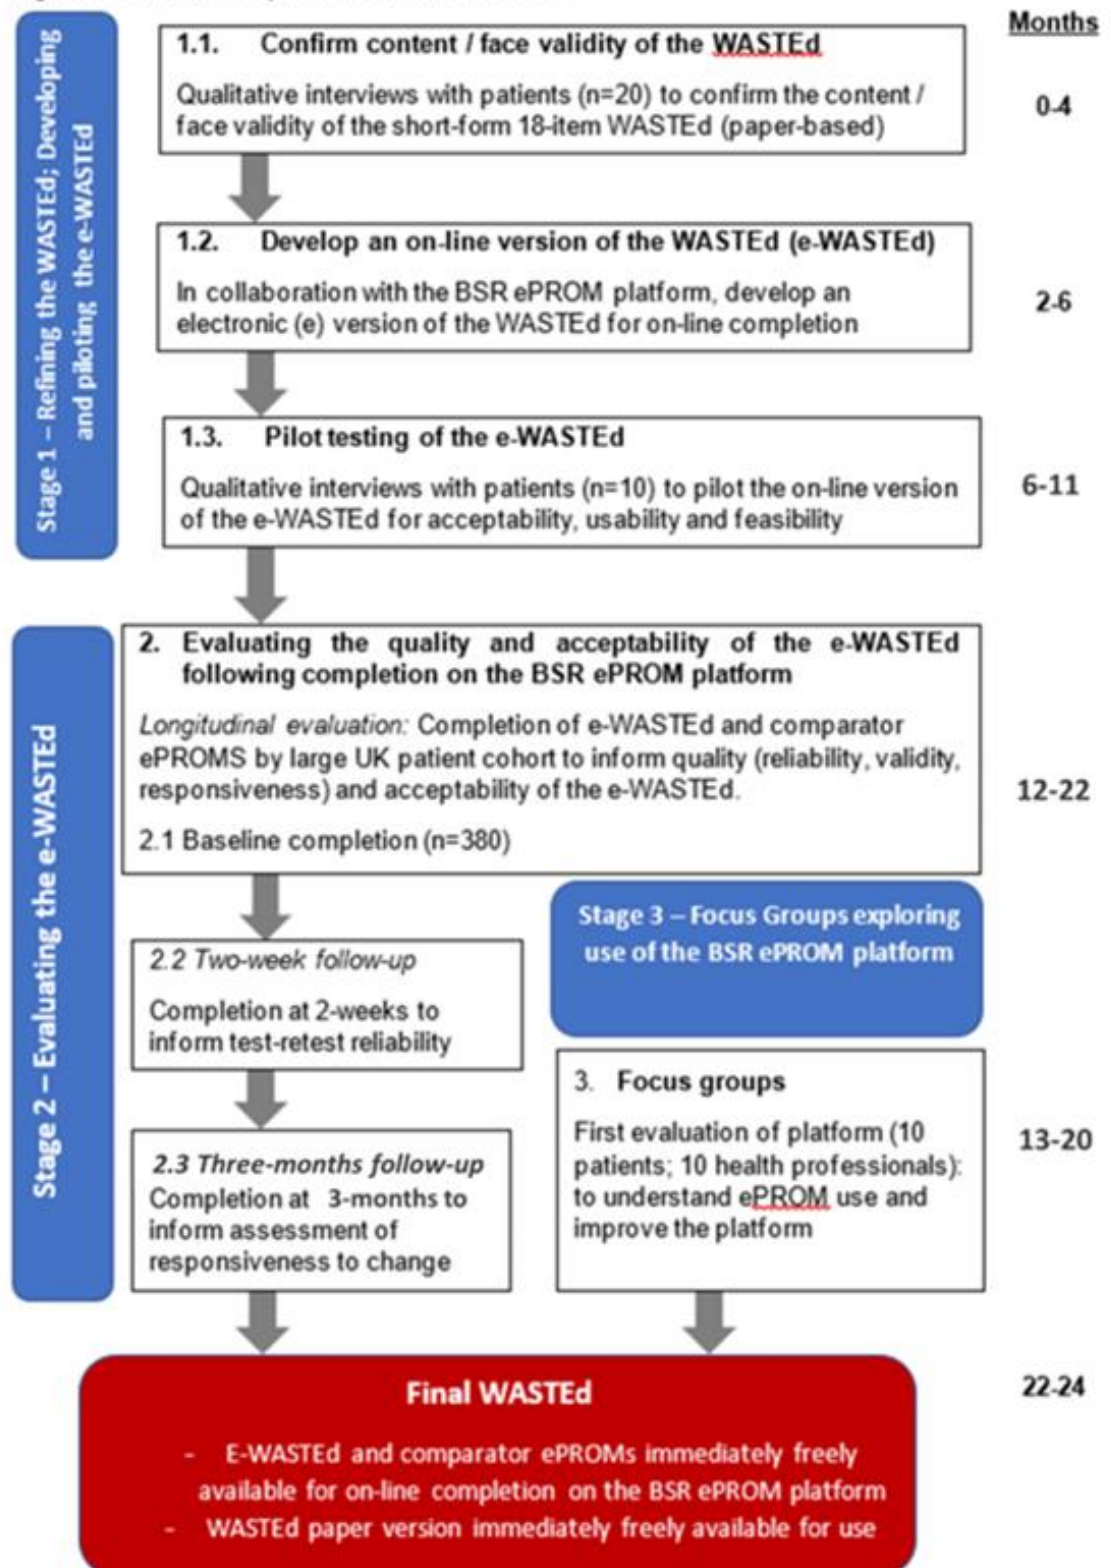 Months
Stage 1 – Refining the WASTEd; Developing
and piloting the e-WASTEd
1.1. Confirm content / face validity of the WASTEd
Qualitative interviews with patients (n=20) to confirm the content /
face validity of the short-form 18-item WASTEd (paper-based)
0-4
1.2. Develop an on-line version of the WASTEd (e-WASTEd)
In collaboration with the BSR ePROM platform, develop an
electronic (e) version of the WASTEd for on-line completion
2-6
1.3. Pilot testing of the e-WASTEd
Qualitative interviews with patients (n=10) to pilot the on-line version
of the e-WASTEd for acceptability, usability and feasibility
6-11
Stage 2 – Evaluating the e-WASTEd
2. Evaluating the quality and acceptability of the e-WASTEd
following completion on the BSR ePROM platform
Longitudinal evaluation: Completion of e-WASTEd and comparator
ePROMS by large UK patient cohort to inform quality (reliability, validity,
responsiveness) and acceptability of the e-WASTEd.
2.1 Baseline completion (n=380)
12-22
2.2 Two-week follow-up
Completion at 2-weeks to
inform test-retest reliability
2.3 Three-months follow-up
Completion at 3-months to
inform assessment of
responsiveness to change
Stage 3 – Focus Groups exploring
use of the BSR ePROM platform
3. Focus groups
First evaluation of platform (10
patients; 10 health professionals):
to understand ePROM use and
improve the platform
13-20
Final WASTEd
- E-WASTEd and comparator ePROMs immediately freely
available for on-line completion on the BSR ePROM platform
- WASTEd paper version immediately freely available for use
22-24